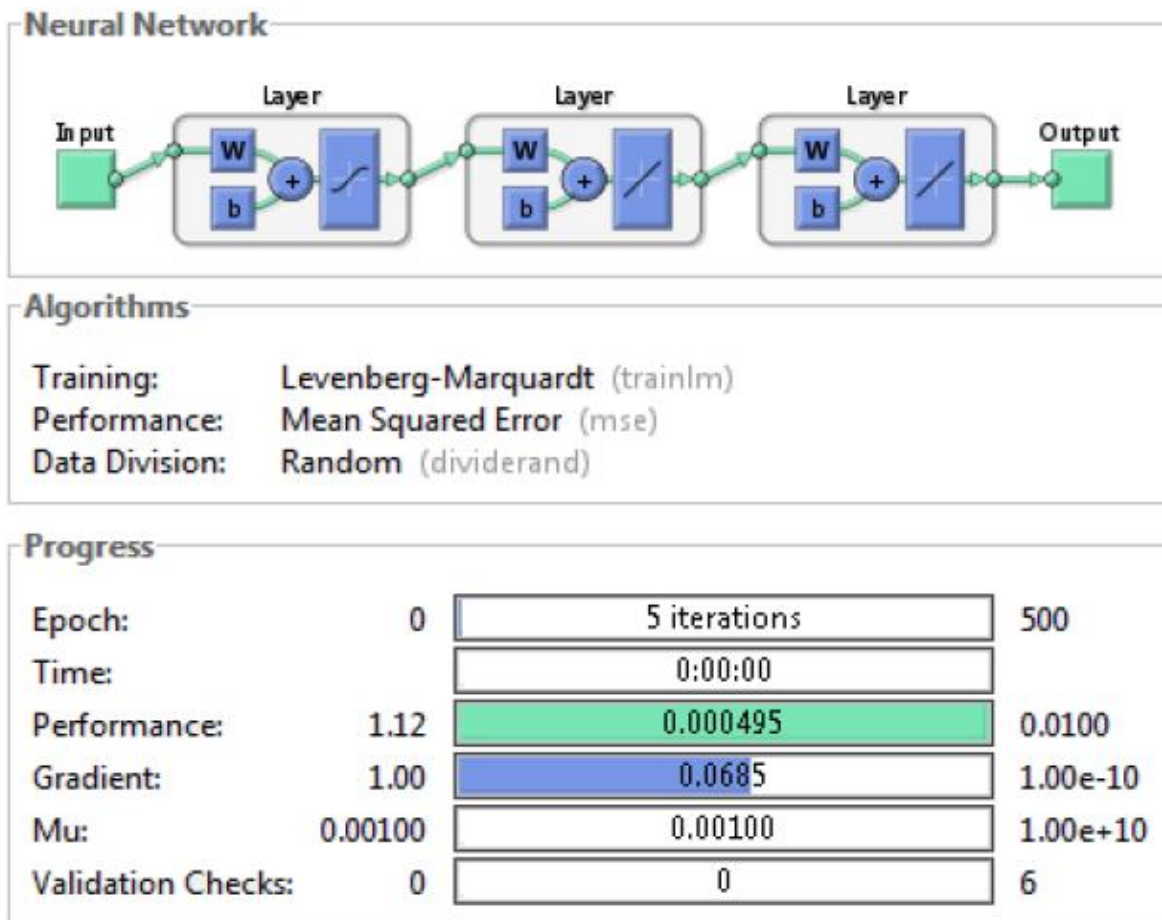 Neural Network
Layer Layer Layer
Input Output
W W W
+ + +
b b b
Algorithms
Training: Levenberg-Marquardt (trainlm)
Performance: Mean Squared Error (mse)
Data Division: Random (dividerand)
Progress
Epoch: 0 5 iterations 500
Time: 0:00:00
Performance: 1.12 0.000495 0.0100
Gradient: 1.00 0.0685 1.00e-10
Mu: 0.00100 0.00100 1.00e+10
Validation Checks: 0 0 6